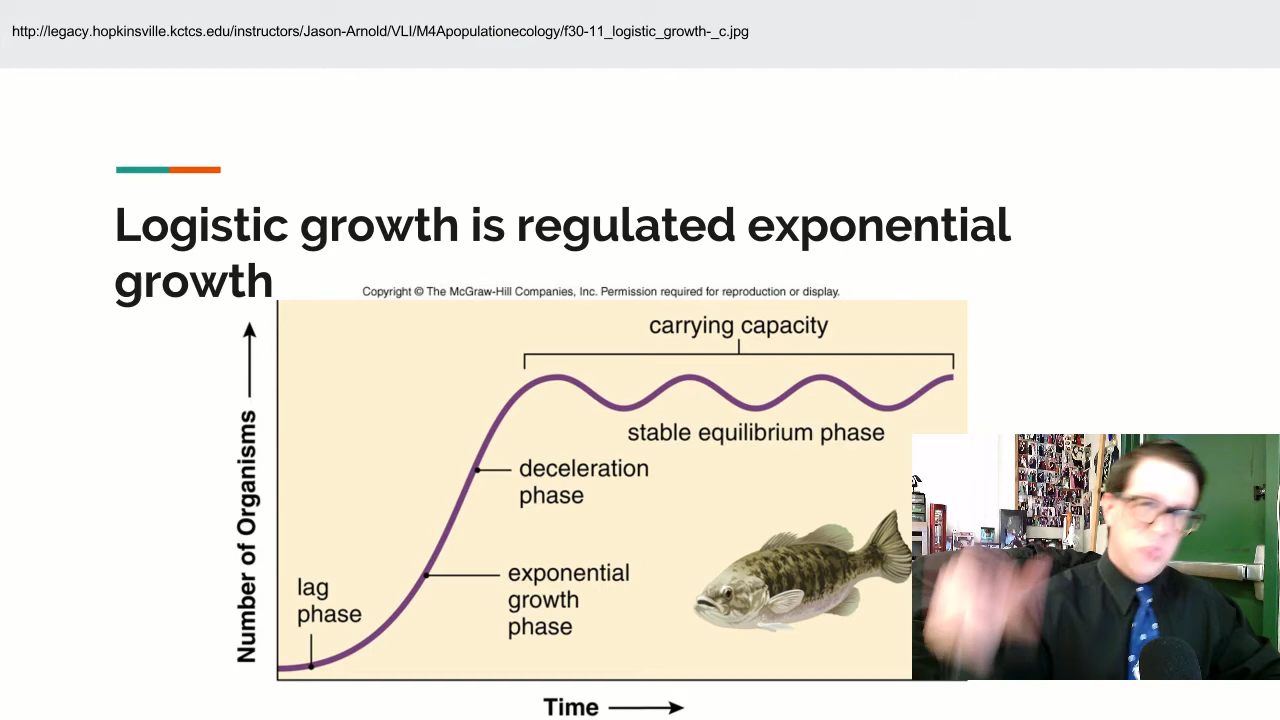 http://legacy.hopkinsville.kctcs.edu/instructors/Jason-Arnold/VLI/M4Apopulationecology/f30-11_logistic_growth-_c.jpg
Logistic growth is regulated exponential
growth
Copyright © The McGraw-Hill Companies, Inc. Permission required for reproduction or display.
carrying capacity
stable equilibrium phase
deceleration
phase
exponential
growth
phase
lag
phase
Number of Organisms
Time